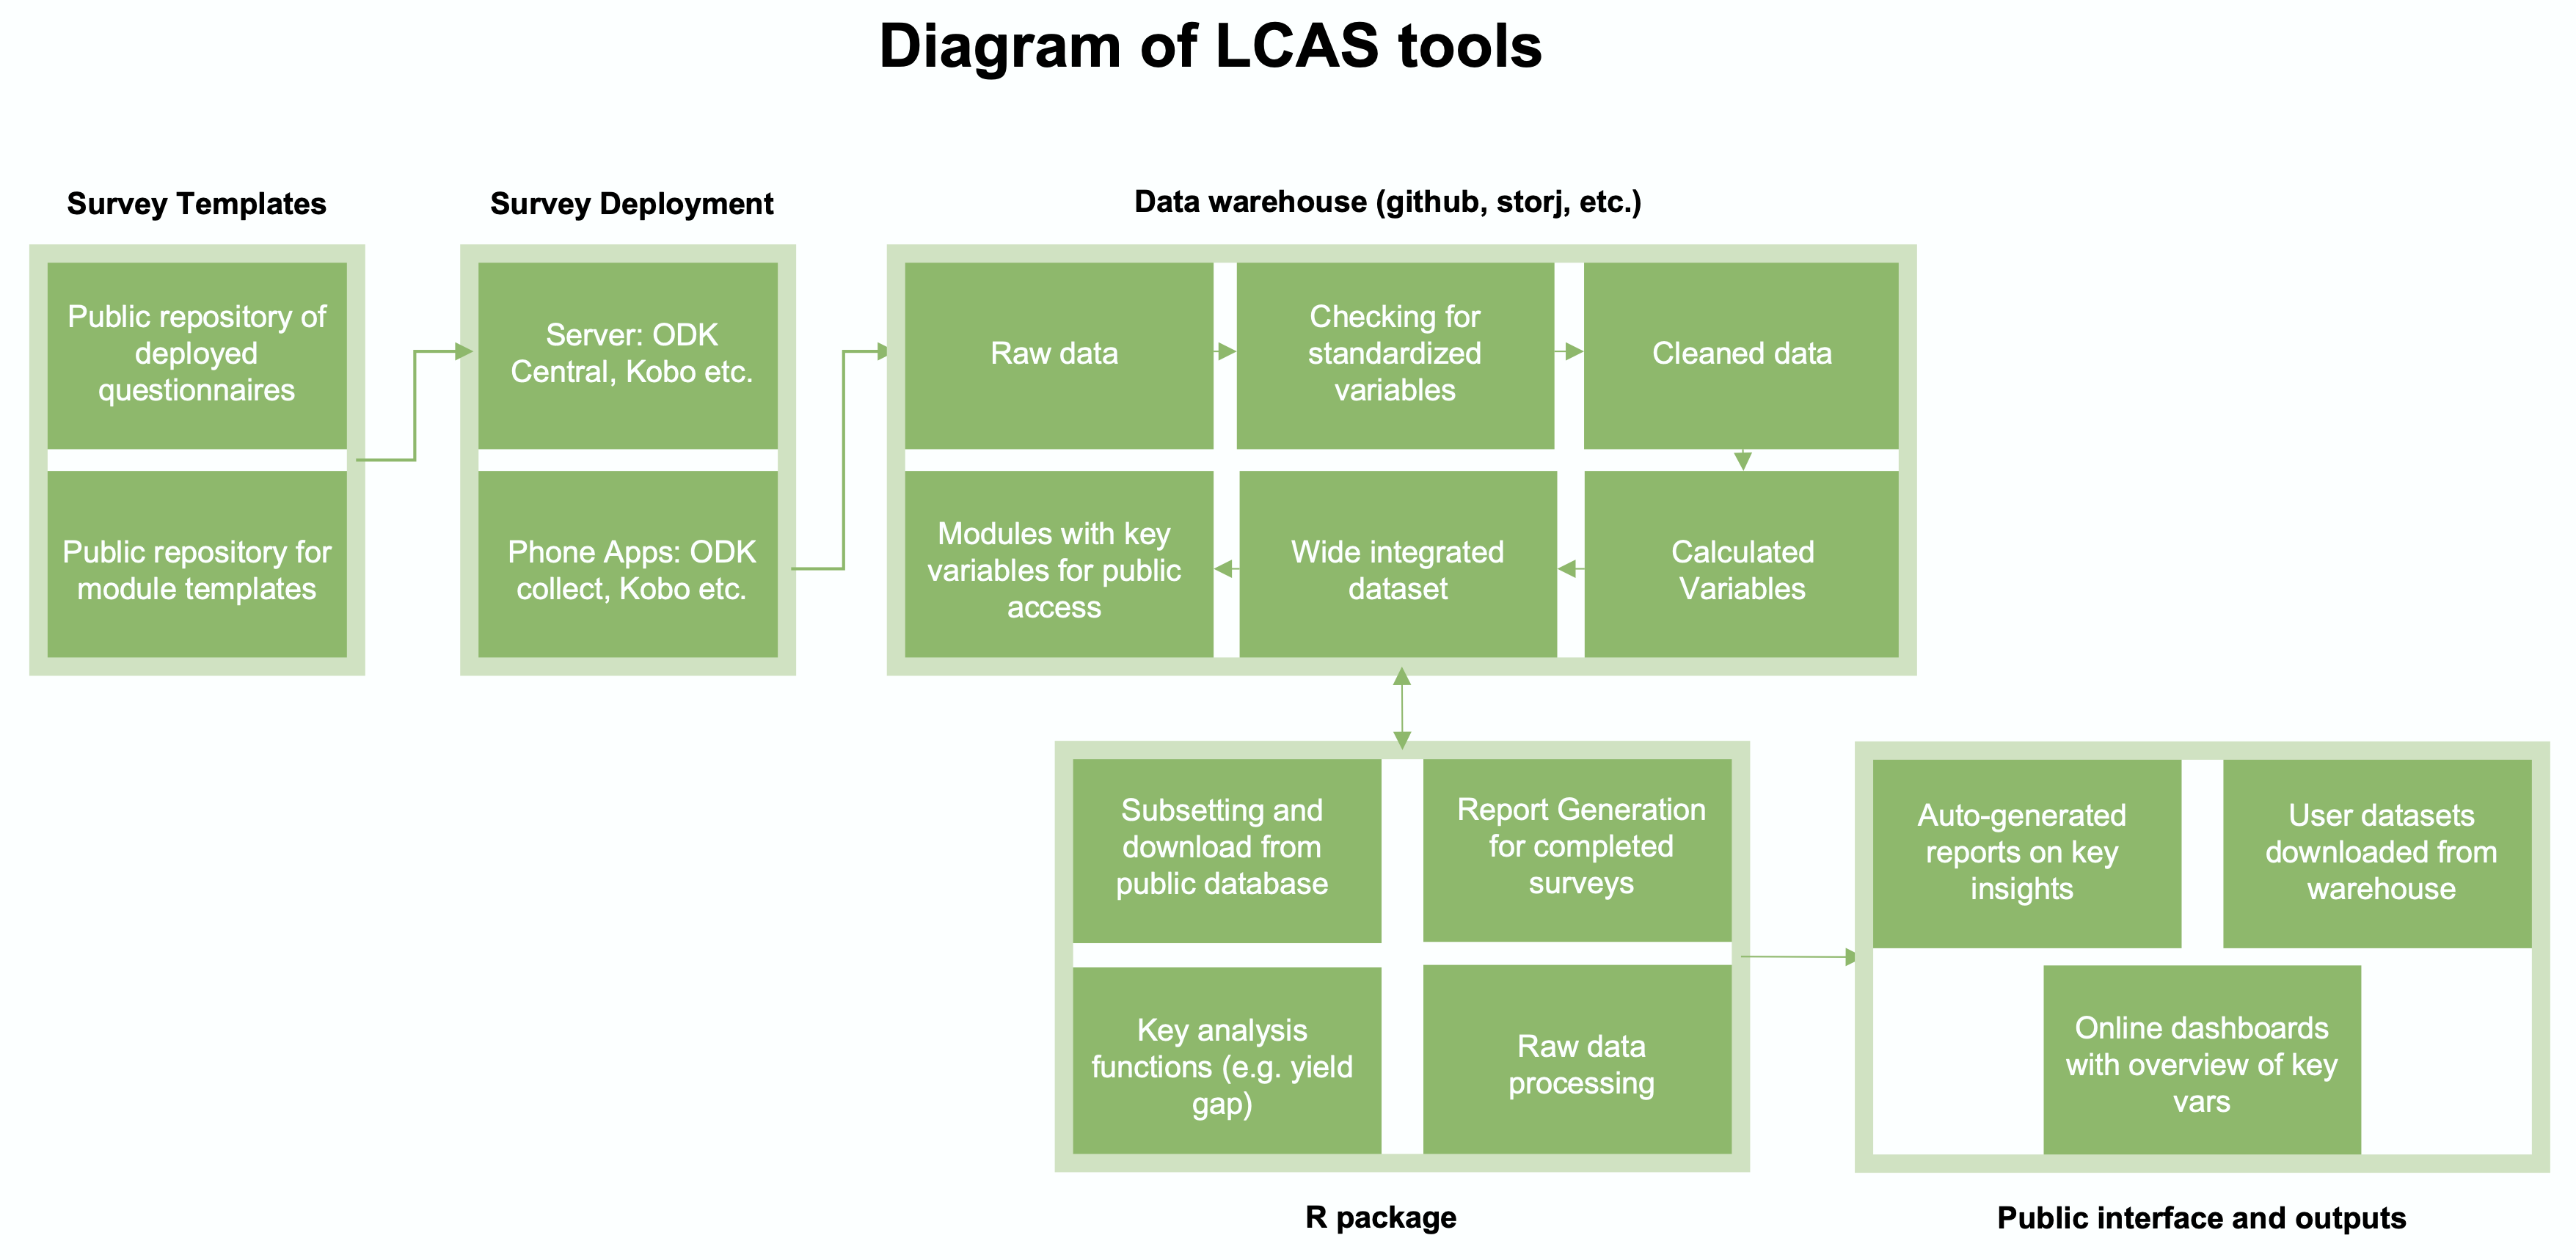 Diagram of LCAS tools
Survey Templates
Public repository of
deployed
questionnaires
Public repository for
module templates
Survey Deployment
Server: ODK
Central, Kobo etc.
Phone Apps: ODK
collect, Kobo etc.
Data warehouse (github, storj, etc.)
Raw data
Checking for
standardized
variables
Cleaned data
Modules with key
variables for public
access
Wide integrated
dataset
Calculated
Variables
Subsetting and
download from
public database
Report Generation
for completed
surveys
Key analysis
functions (e.g. yield
gap)
Raw data
processing
R package
Auto-generated
reports on key
insights
User datasets
downloaded from
warehouse
Online dashboards
with overview of key
vars
Public interface and outputs